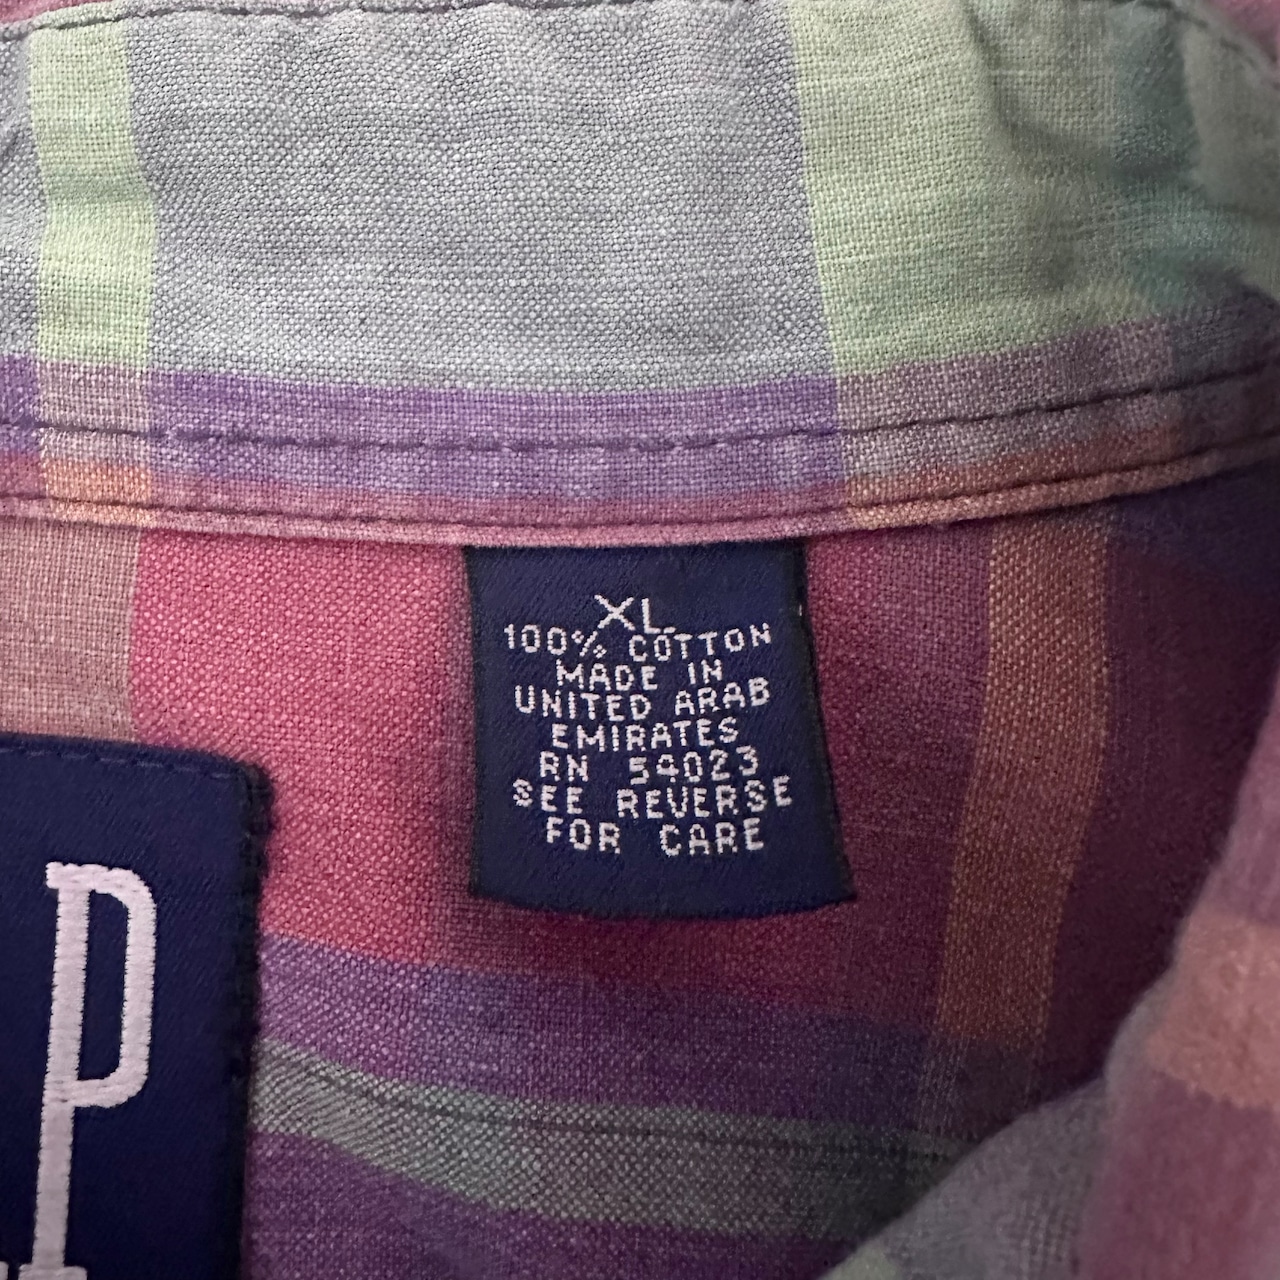 XL
100% COTTON
MADE IN
UNITED ARAB
EMIRATES
RN 54023
SEE REVERSE
FOR CARE
P